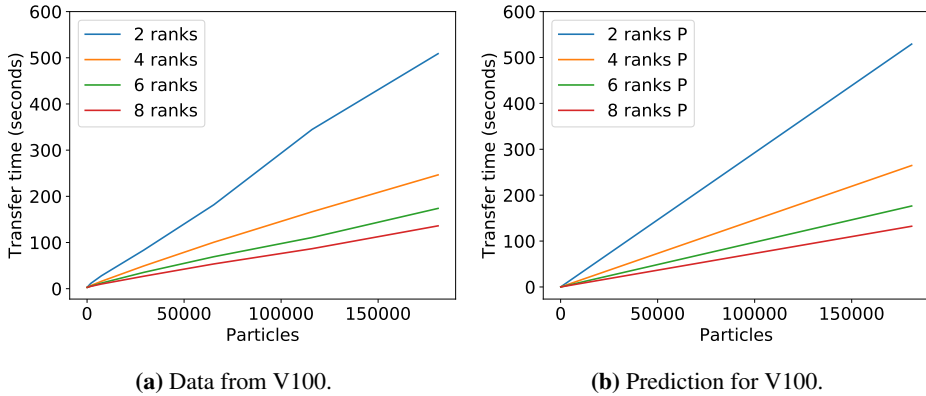 600
500
400
300
200
100
0
Transfer time (seconds)
2 ranks
4 ranks
6 ranks
8 ranks
0 50000 100000 150000
Particles
(a) Data from V100.
600
500
400
300
200
100
0
Transfer time (seconds)
2 ranks P
4 ranks P
6 ranks P
8 ranks P
0 50000 100000 150000
Particles
(b) Prediction for V100.